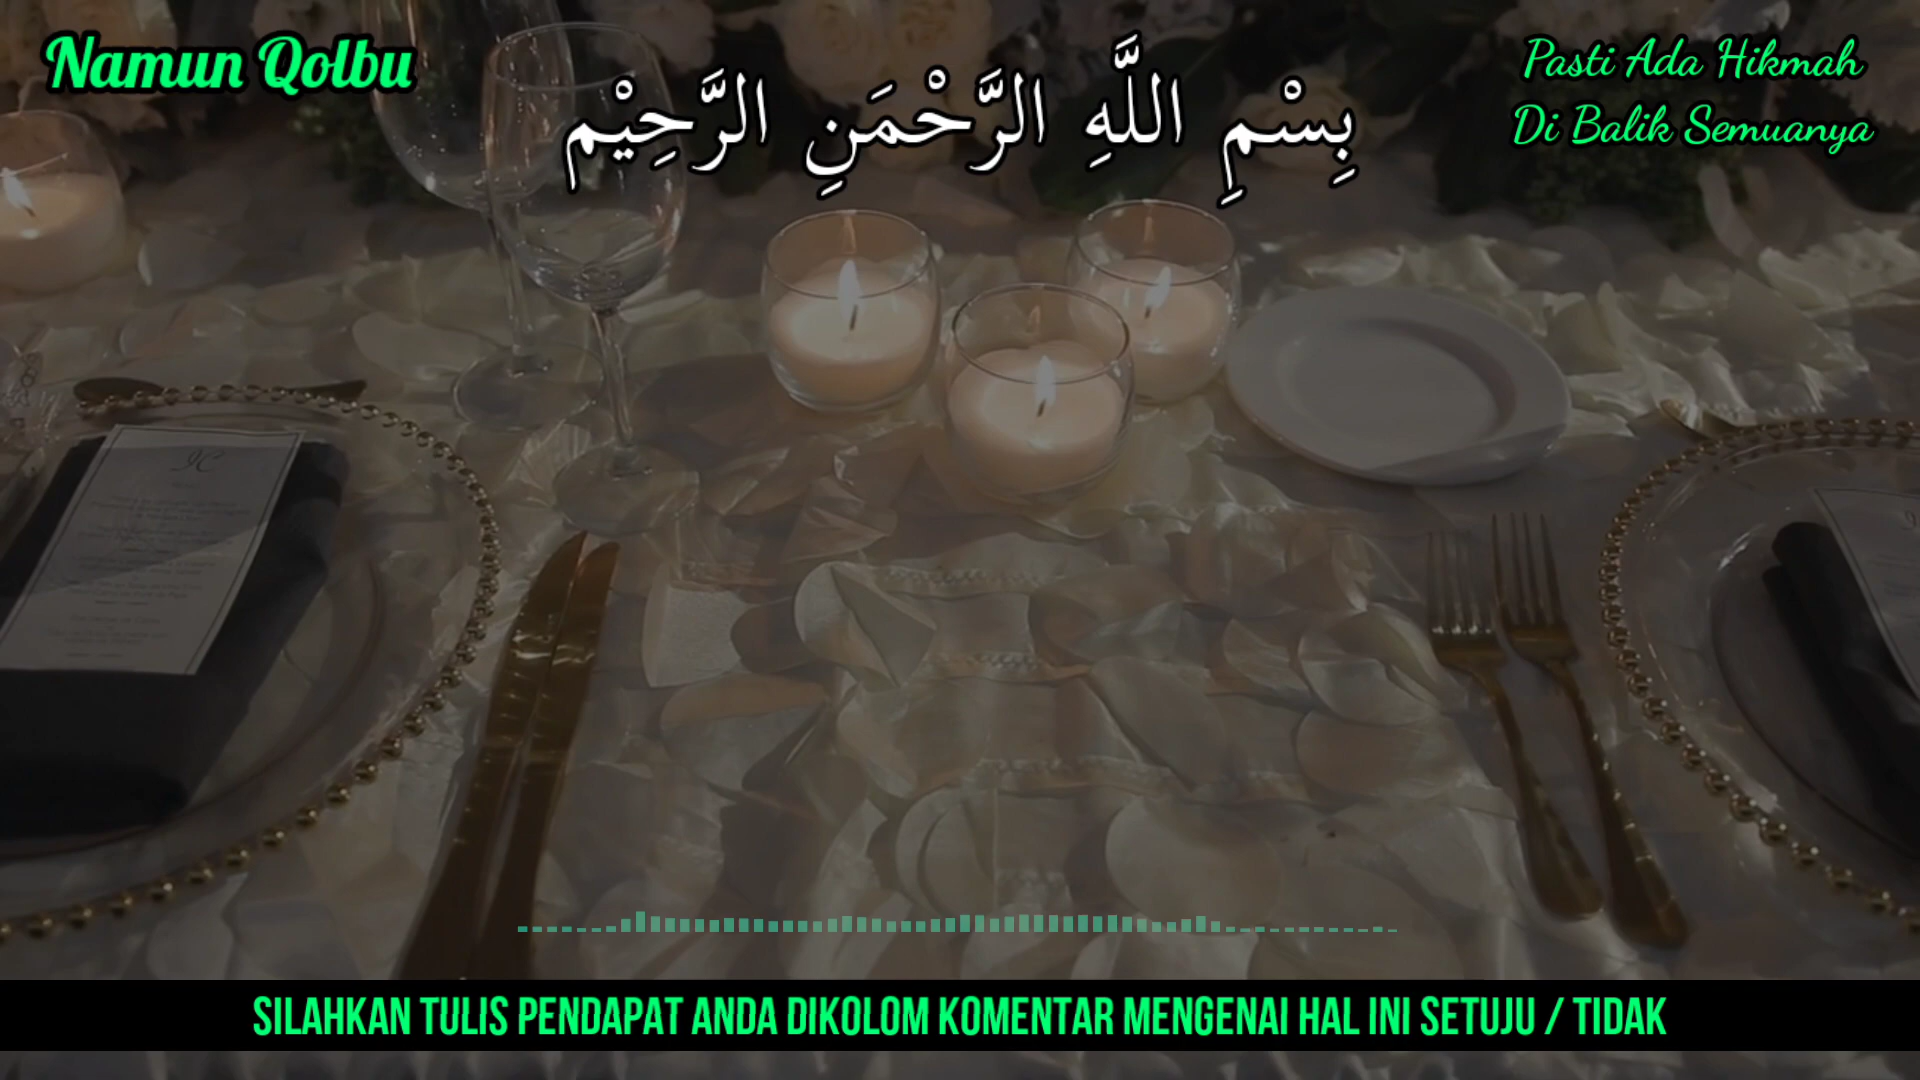 Namun Qolbu
بِسْمِ اللَّهِ الرَّحْمَنِ الرَّحِيْمِ
Pasti Ada Hikmah
Di Balik Semuanya
SILAHKAN TULIS PENDAPAT ANDA DIKOLOM KOMENTAR MENGENAI HAL INI SETUJU / TIDAK